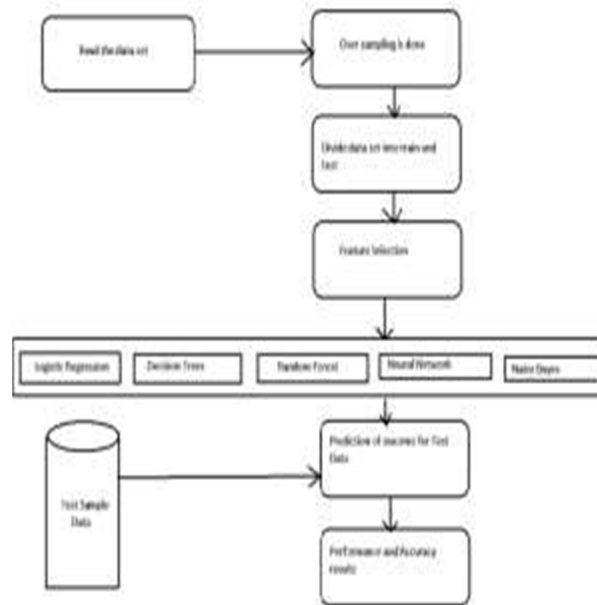 Read the data set
Over sampling is done
Divide data set into train and
test
Feature Selection
Logistic Regression
Decision Trees
Random Forest
Neural Network
Naive Bayes
Prediction of success for Test
Data
Test Sample
Data
Performance and Accuracy
results